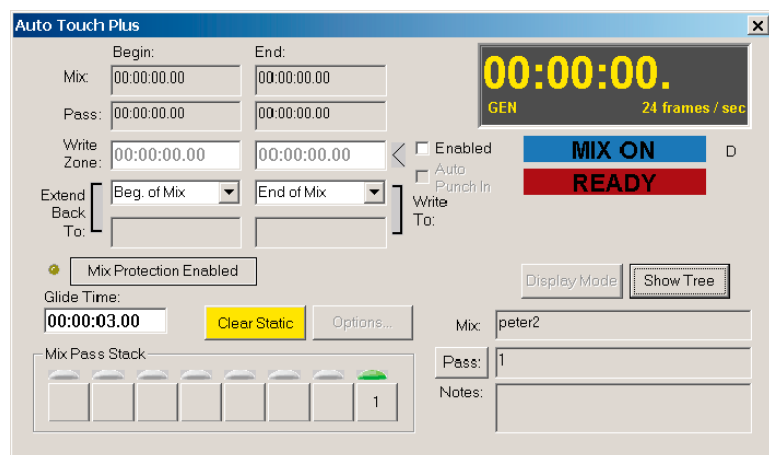 Auto Touch Plus
Begin: End:
Mix: 00:00:00.00 00:00:00.00
Pass: 00:00:00.00 00:00:00.00
Write Zone: 00:00:00.00 00:00:00.00
Enabled
Auto Punch In
Extend Back To: Beg. of Mix End of Mix Write To:
00:00:00.
GEN 24 frames / sec
MIX ON D
READY
Mix Protection Enabled
Glide Time:
00:00:03.00 Clear Static Options...
Display Mode Show Tree
Mix: peter2
Pass: 1
Notes:
Mix Pass Stack
1